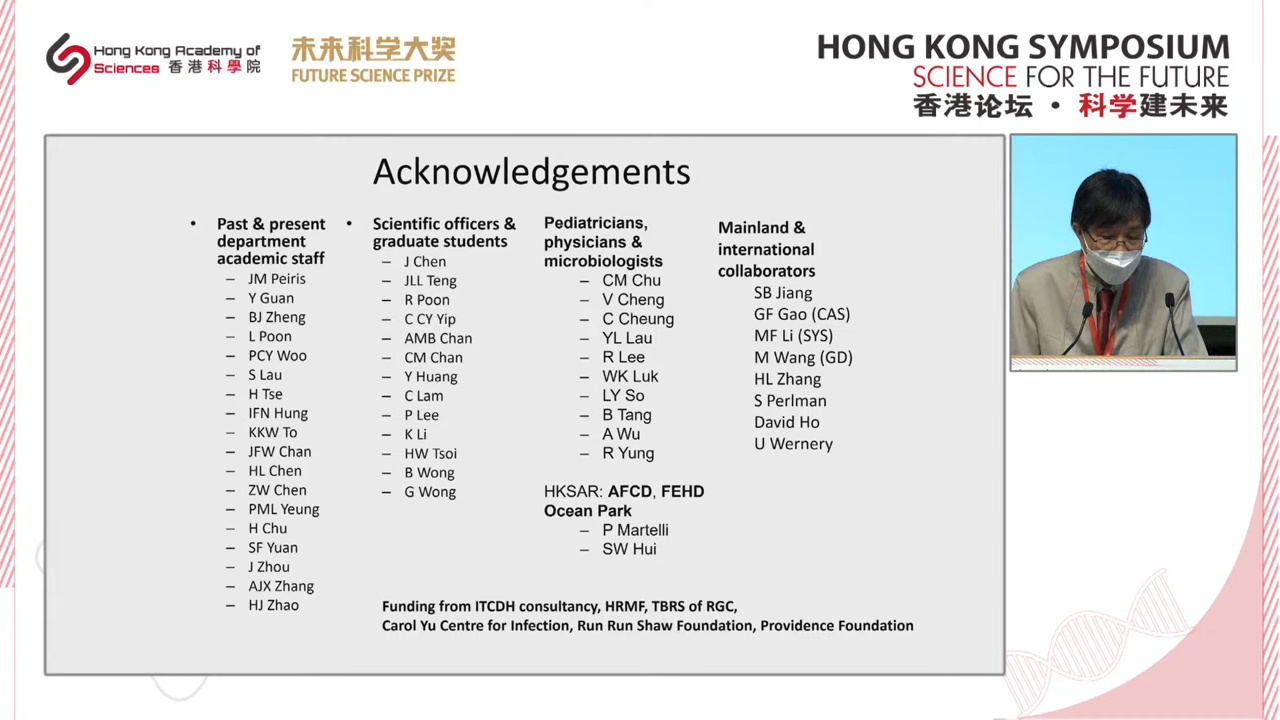 Hong Kong Academy of
Sciences 香港科學院
未来科学大奖
FUTURE SCIENCE PRIZE
HONG KONG SYMPOSIUM
SCIENCE FOR THE FUTURE
香港论坛 · 科学建未来
Acknowledgements
• Past & present
department
academic staff
– JM Peiris
– Y Guan
– BJ Zheng
– L Poon
– PCY Woo
– S Lau
– H Tse
– IFN Hung
– KKW To
– JFW Chan
– HL Chen
– ZW Chen
– PML Yeung
– H Chu
– SF Yuan
– J Zhou
– AJX Zhang
– HJ Zhao
• Scientific officers &
graduate students
– J Chen
– JLL Teng
– R Poon
– C CY Yip
– AMB Chan
– CM Chan
– Y Huang
– C Lam
– P Lee
– K Li
– HW Tsoi
– B Wong
– G Wong
Pediatricians,
physicians &
microbiologists
– CM Chu
– V Cheng
– C Cheung
– YL Lau
– R Lee
– WK Luk
– LY So
– B Tang
– A Wu
– R Yung
HKSAR: AFCD, FEHD
Ocean Park
– P Martelli
– SW Hui
Mainland &
international
collaborators
SB Jiang
GF Gao (CAS)
MF Li (SYS)
M Wang (GD)
HL Zhang
S Perlman
David Ho
U Wernery
Funding from ITCDH consultancy, HRMF, TBRS of RGC,
Carol Yu Centre for Infection, Run Run Shaw Foundation, Providence Foundation